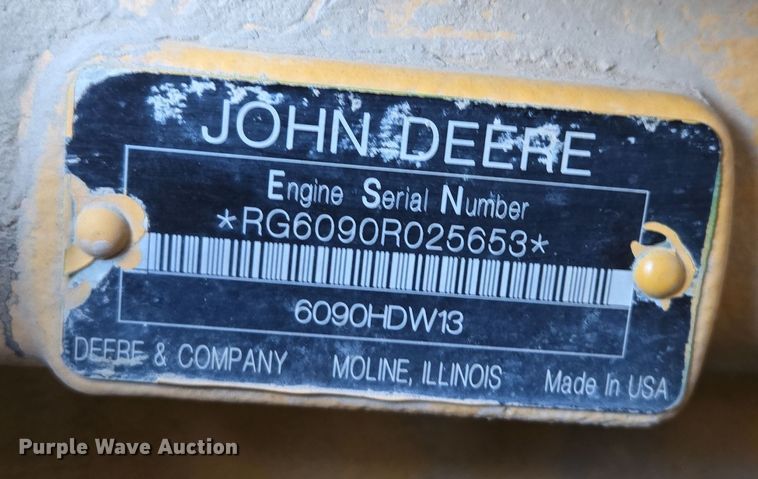 JOHN DEERE
Engine Serial Number
*RG6090R025653*
6090HDW13
DEERE & COMPANY MOLINE, ILLINOIS Made In USA
Purple Wave Auction